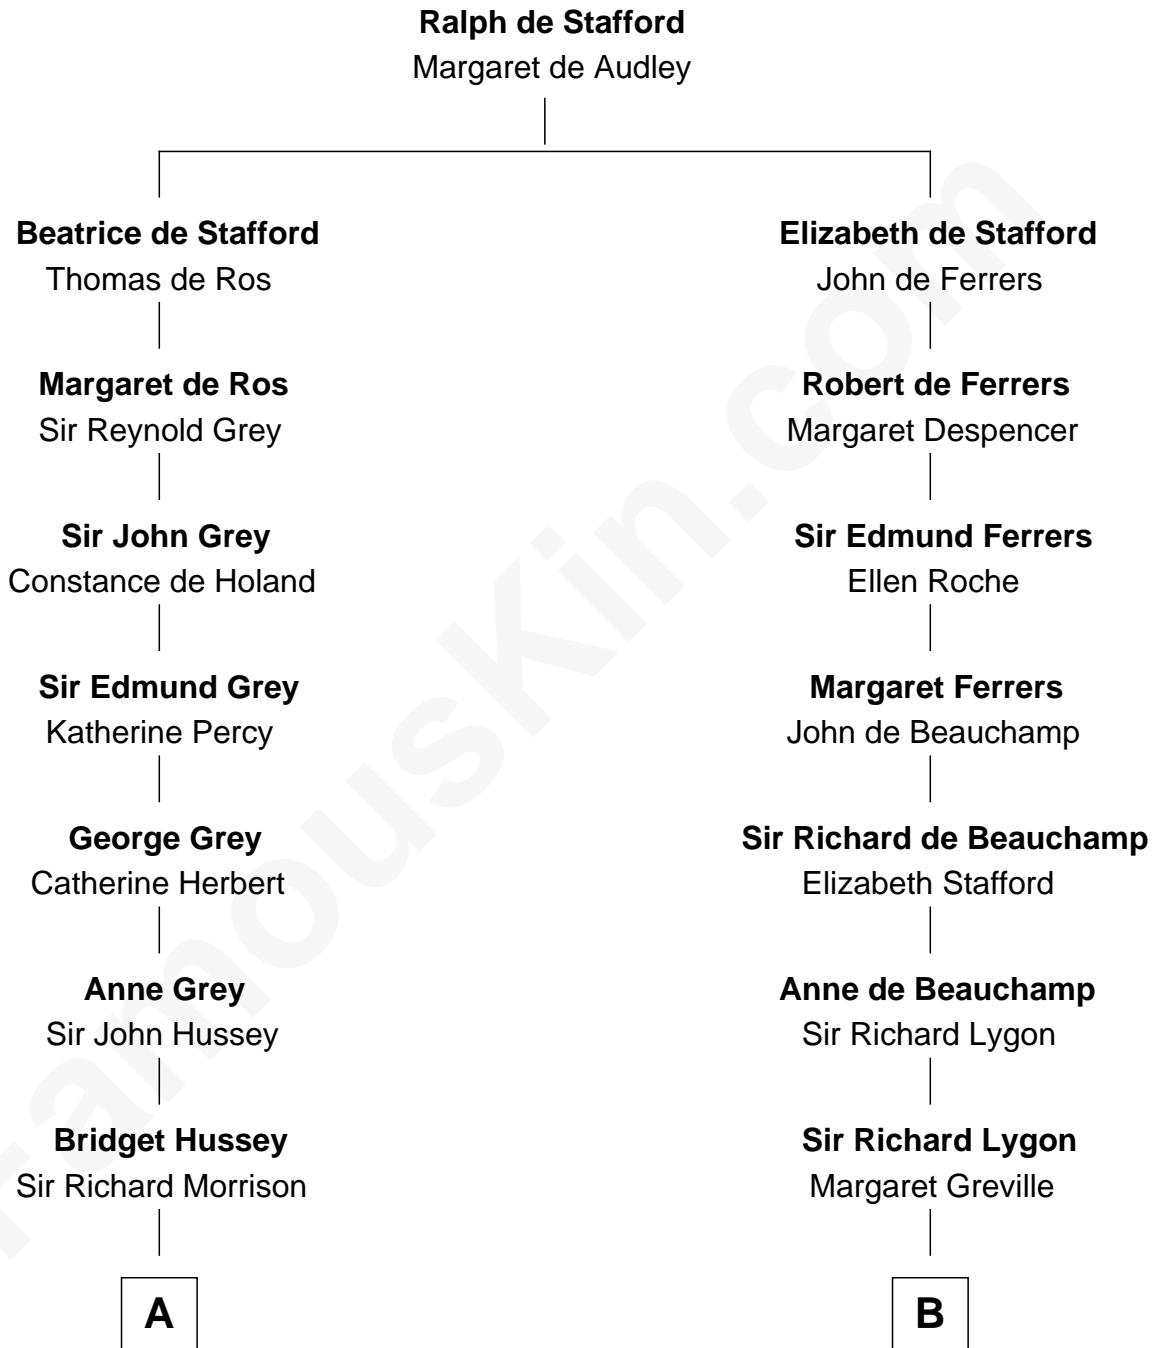 Ralph de Stafford
Margaret de Audley
Beatrice de Stafford
Thomas de Ros
Elizabeth de Stafford
John de Ferrers
Margaret de Ros
Sir Reynold Grey
Robert de Ferrers
Margaret Despencer
Sir John Grey
Constance de Holand
Sir Edmund Ferrers
Ellen Roche
Sir Edmund Grey
Katherine Percy
Margaret Ferrers
John de Beauchamp
George Grey
Catherine Herbert
Sir Richard de Beauchamp
Elizabeth Stafford
Anne Grey
Sir John Hussey
Anne de Beauchamp
Sir Richard Lygon
Bridget Hussey
Sir Richard Morrison
Sir Richard Lygon
Margaret Greville
A
B
FamousKin.com